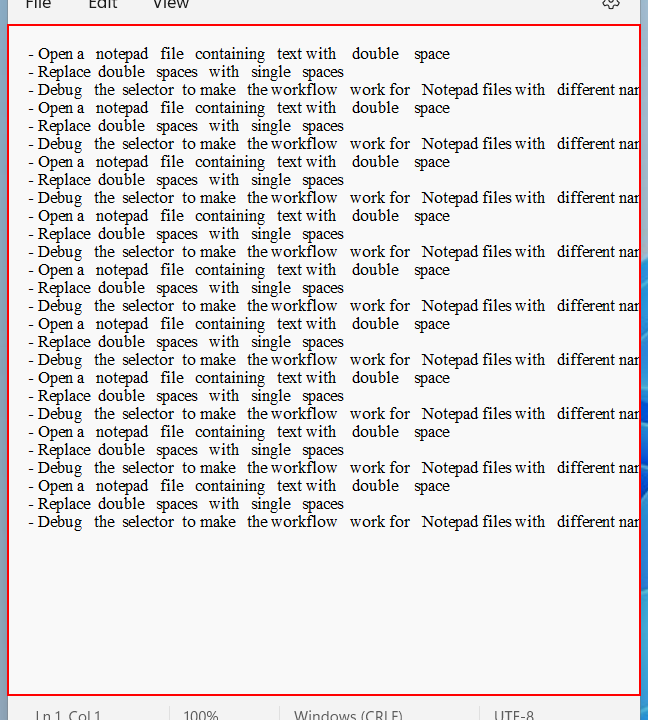 File Edit View
- Open a  notepad  file  containing  text with  double  space
- Replace double  spaces  with  single  spaces
- Debug  the selector to make  the workflow  work for  Notepad files with  different nar
- Open a  notepad  file  containing  text with  double  space
- Replace double  spaces  with  single  spaces
- Debug  the selector to make  the workflow  work for  Notepad files with  different nar
- Open a  notepad  file  containing  text with  double  space
- Replace double  spaces  with  single  spaces
- Debug  the selector to make  the workflow  work for  Notepad files with  different nar
- Open a  notepad  file  containing  text with  double  space
- Replace double  spaces  with  single  spaces
- Debug  the selector to make  the workflow  work for  Notepad files with  different nar
- Open a  notepad  file  containing  text with  double  space
- Replace double  spaces  with  single  spaces
- Debug  the selector to make  the workflow  work for  Notepad files with  different nar
- Open a  notepad  file  containing  text with  double  space
- Replace double  spaces  with  single  spaces
- Debug  the selector to make  the workflow  work for  Notepad files with  different nar
- Open a  notepad  file  containing  text with  double  space
- Replace double  spaces  with  single  spaces
- Debug  the selector to make  the workflow  work for  Notepad files with  different nar
- Open a  notepad  file  containing  text with  double  space
- Replace double  spaces  with  single  spaces
- Debug  the selector to make  the workflow  work for  Notepad files with  different nar
- Open a  notepad  file  containing  text with  double  space
- Replace double  spaces  with  single  spaces
- Debug  the selector to make  the workflow  work for  Notepad files with  different nar
Ln 1, Col 1 100% Windows (CRLF) UTF-8